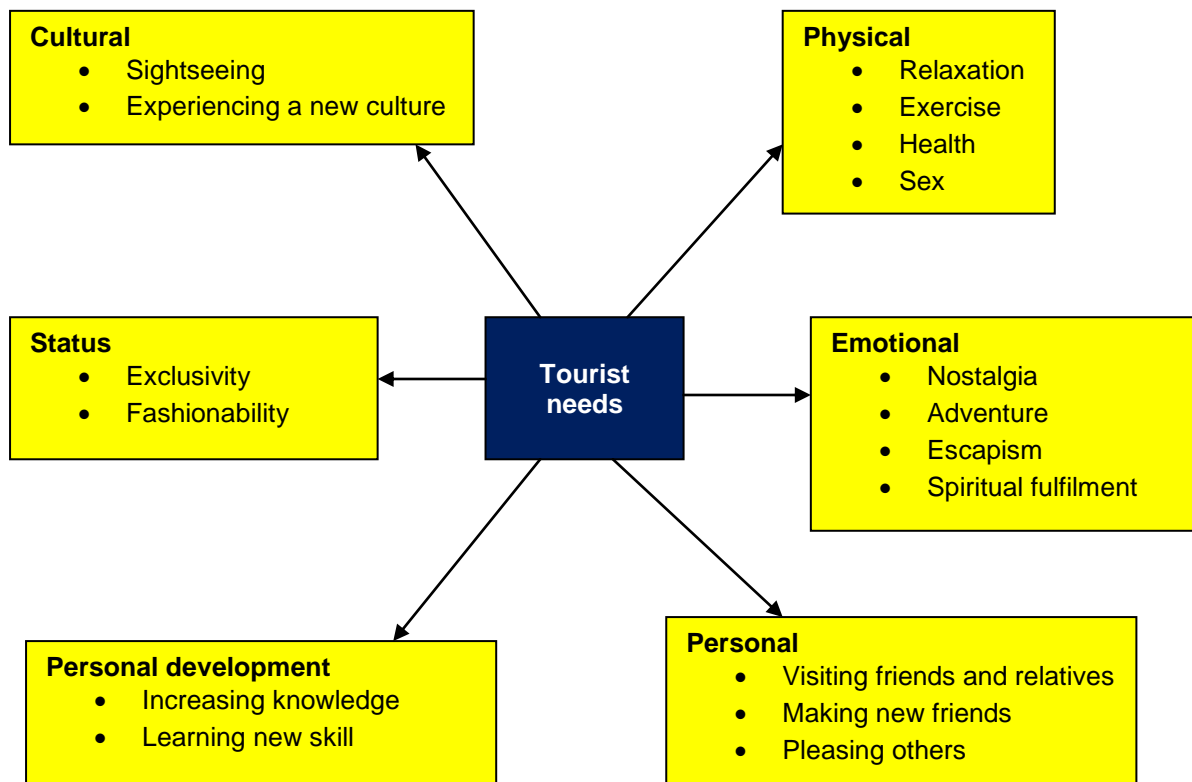 Cultural
• Sightseeing
• Experiencing a new culture
Physical
• Relaxation
• Exercise
• Health
• Sex
Status
• Exclusivity
• Fashionability
Tourist
needs
Emotional
• Nostalgia
• Adventure
• Escapism
• Spiritual fulfilment
Personal development
• Increasing knowledge
• Learning new skill
Personal
• Visiting friends and relatives
• Making new friends
• Pleasing others